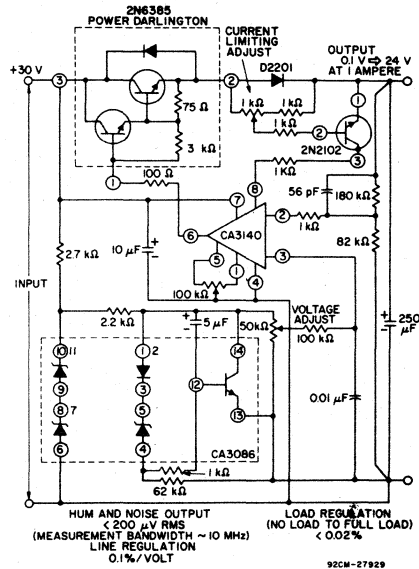 2N6385
POWER DARLINGTON
CURRENT
LIMITING
ADJUST
OUTPUT
0.1 V ⇨ 24 V
AT 1 AMPERE
+30 V
3
2
D2201
1 kΩ
1 kΩ
1
75 Ω
1 kΩ
2
2N2102
3 kΩ
3
1 KΩ
8
100 Ω
1
56 pF
180 kΩ
7
6
CA3140
2
1 kΩ
82 kΩ
3
2.7 kΩ
10 μF
5
1
4
100 kΩ
INPUT
VOLTAGE
ADJUST
2.2 kΩ
5 μF
50kΩ
100 kΩ
250
μF
10 11
1 2
14
9
3
12
8 7
5
13
0.01 μF
6
4
CA3086
1 kΩ
62 kΩ
HUM AND NOISE OUTPUT
< 200 μV RMS
(MEASUREMENT BANDWIDTH ~ 10 MHz)
LINE REGULATION
0.1%/VOLT
LOAD REGULATION
(NO LOAD TO FULL LOAD)
< 0.02%
92CM-27929